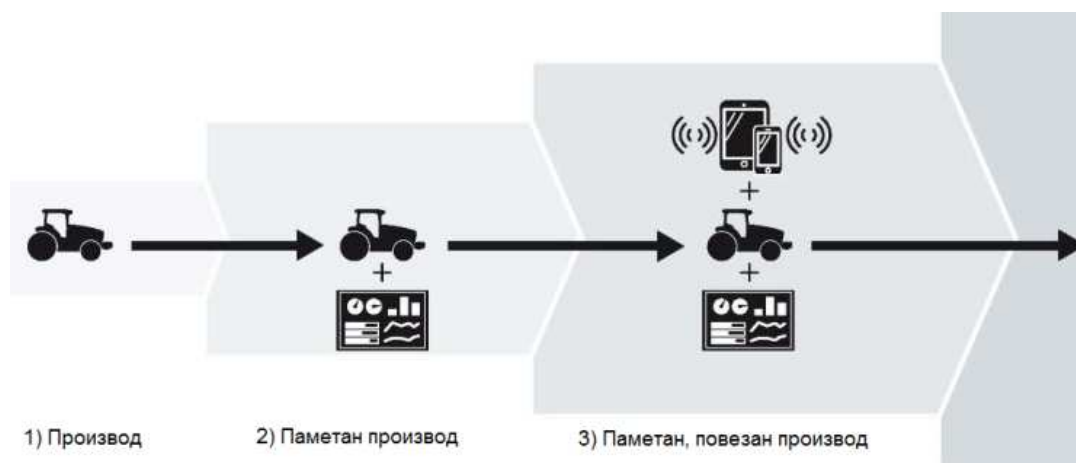 1) Производ
2) Паметан производ
3) Паметан, повезан производ